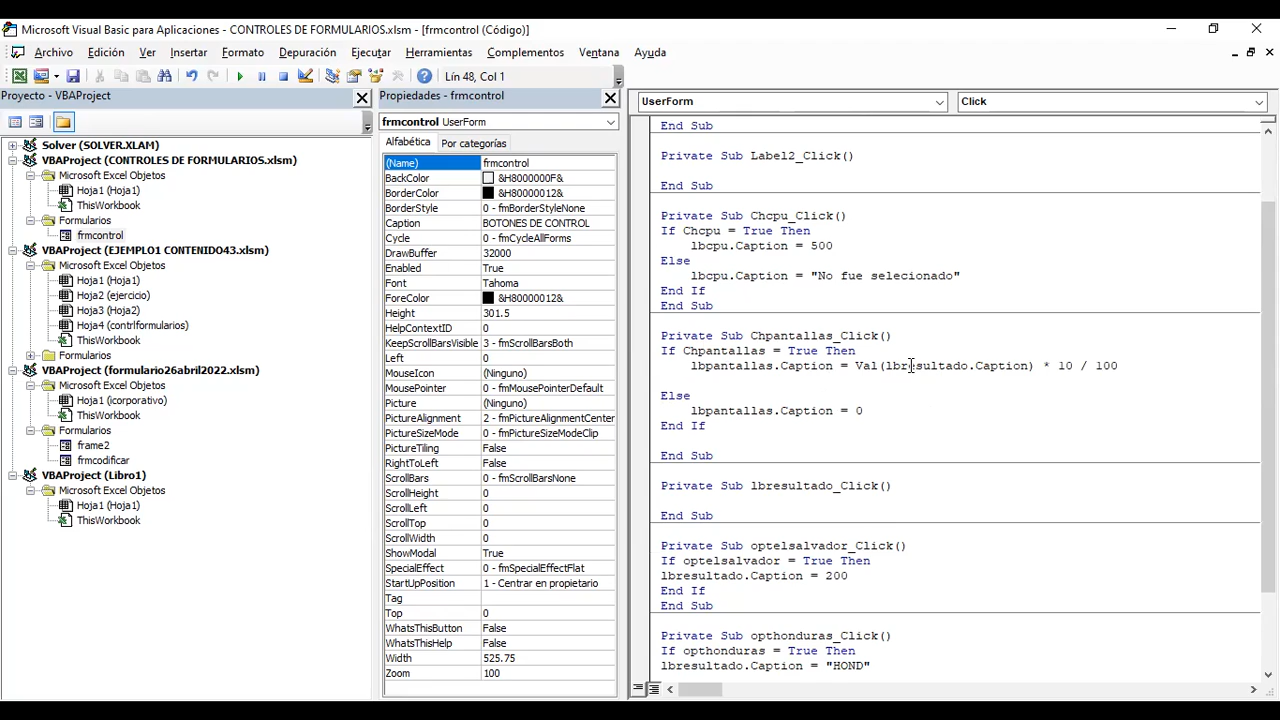 Microsoft Visual Basic para Aplicaciones - CONTROLES DE FORMULARIOS.xlsm - [frmcontrol (Código)]
Archivo Edición Ver Insertar Formato Depuración Ejecutar Herramientas Complementos Ventana Ayuda
Lín 48, Col 1
Proyecto - VBAProject
Solver (SOLVER.XLAM)
VBAProject (CONTROLES DE FORMULARIOS.xlsm)
Microsoft Excel Objetos
Hoja1 (Hoja1)
ThisWorkbook
Formularios
frmcontrol
VBAProject (EJEMPLO1 CONTENIDO43.xlsm)
Microsoft Excel Objetos
Hoja1 (Hoja1)
Hoja2 (ejercicio)
Hoja3 (Hoja2)
Hoja4 (contrlformularios)
ThisWorkbook
Formularios
VBAProject (formulario26abril2022.xlsm)
Microsoft Excel Objetos
Hoja1 (icorporativo)
ThisWorkbook
Formularios
frame2
frmcodificar
VBAProject (Libro1)
Microsoft Excel Objetos
Hoja1 (Hoja1)
ThisWorkbook
Propiedades - frmcontrol
frmcontrol UserForm
Alfabética Por categorías
(Name) frmcontrol
BackColor &H8000000F&
BorderColor &H80000012&
BorderStyle 0 - fmBorderStyleNone
Caption BOTONES DE CONTROL
Cycle 0 - fmCycleAllForms
DrawBuffer 32000
Enabled True
Font Tahoma
ForeColor &H80000012&
Height 301.5
HelpContextID 0
KeepScrollBarsVisible 3 - fmScrollBarsBoth
Left 0
MouseIcon (Ninguno)
MousePointer 0 - fmMousePointerDefault
Picture (Ninguno)
PictureAlignment 2 - fmPictureAlignmentCenter
PictureSizeMode 0 - fmPictureSizeModeClip
PictureTiling False
RightToLeft False
ScrollBars 0 - fmScrollBarsNone
ScrollHeight 0
ScrollLeft 0
ScrollTop 0
ScrollWidth 0
ShowModal True
SpecialEffect 0 - fmSpecialEffectFlat
StartUpPosition 1 - Centrar en propietario
Tag
Top 0
WhatsThisButton False
WhatsThisHelp False
Width 525.75
Zoom 100
UserForm Click
End Sub
Private Sub Label2_Click()
End Sub
Private Sub Chcpu_Click()
If Chcpu = True Then
lbcpu.Caption = 500
Else
lbcpu.Caption = "No fue selecionado"
End If
End Sub
Private Sub Chpantallas_Click()
If Chpantallas = True Then
lbpantallas.Caption = Val(lbresultado.Caption) * 10 / 100
Else
lbpantallas.Caption = 0
End If
End Sub
Private Sub lbresultado_Click()
End Sub
Private Sub optelsalvador_Click()
If optelsalvador = True Then
lbresultado.Caption = 200
End If
End Sub
Private Sub opthonduras_Click()
If opthonduras = True Then
lbresultado.Caption = "HOND"